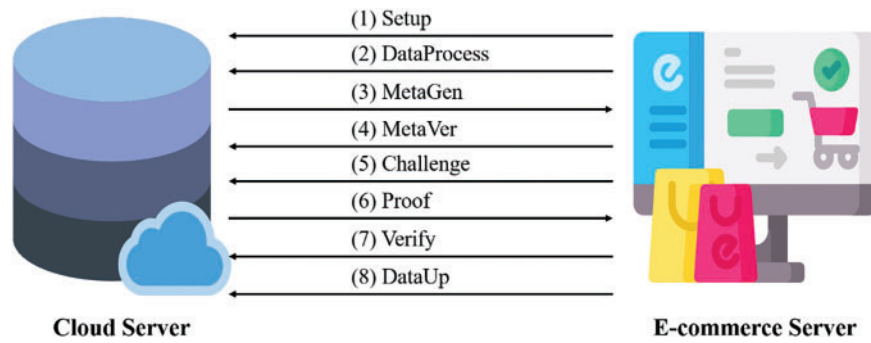 (1) Setup
(2) DataProcess
(3) MetaGen
(4) MetaVer
(5) Challenge
(6) Proof
(7) Verify
(8) DataUp
Cloud Server
E-commerce Server